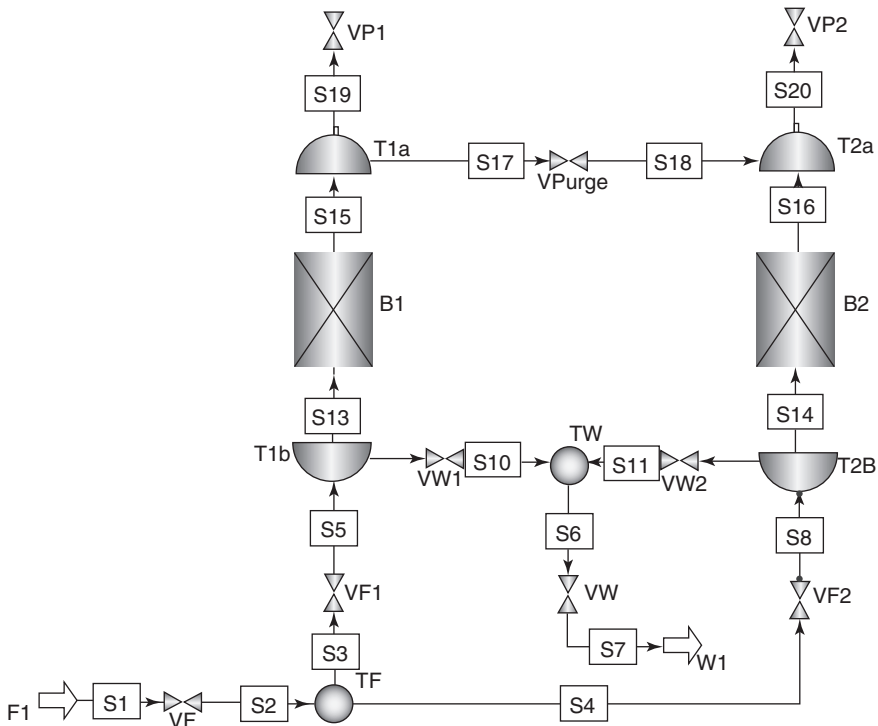 VP1
VP2
S19
S20
T1a
S17
VPurge
S18
T2a
S15
S16
B1
B2
S13
S14
T1b
VW1
S10
TW
S11
VW2
T2B
S5
S6
S8
VF1
VW
VF2
S3
S7
W1
TF
F1
S1
VF
S2
S4